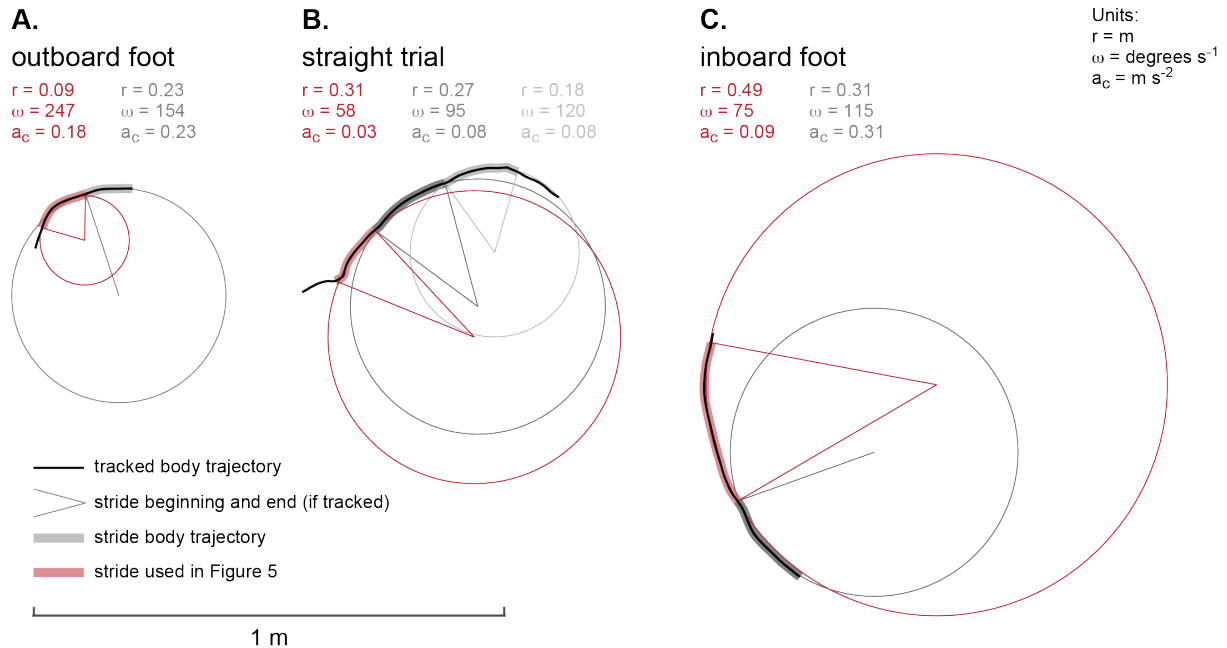 A.
outboard foot
r = 0.09 r = 0.23
ω = 247 ω = 154
ac = 0.18 ac = 0.23
B.
straight trial
r = 0.31 r = 0.27 r = 0.18
ω = 58 ω = 95 ω = 120
ac = 0.03 ac = 0.08 ac = 0.08
C.
inboard foot
r = 0.49 r = 0.31
ω = 75 ω = 115
ac = 0.09 ac = 0.31
Units:
r = m
ω = degrees s-1
ac = m s-2
tracked body trajectory
stride beginning and end (if tracked)
stride body trajectory
stride used in Figure 5
1 m